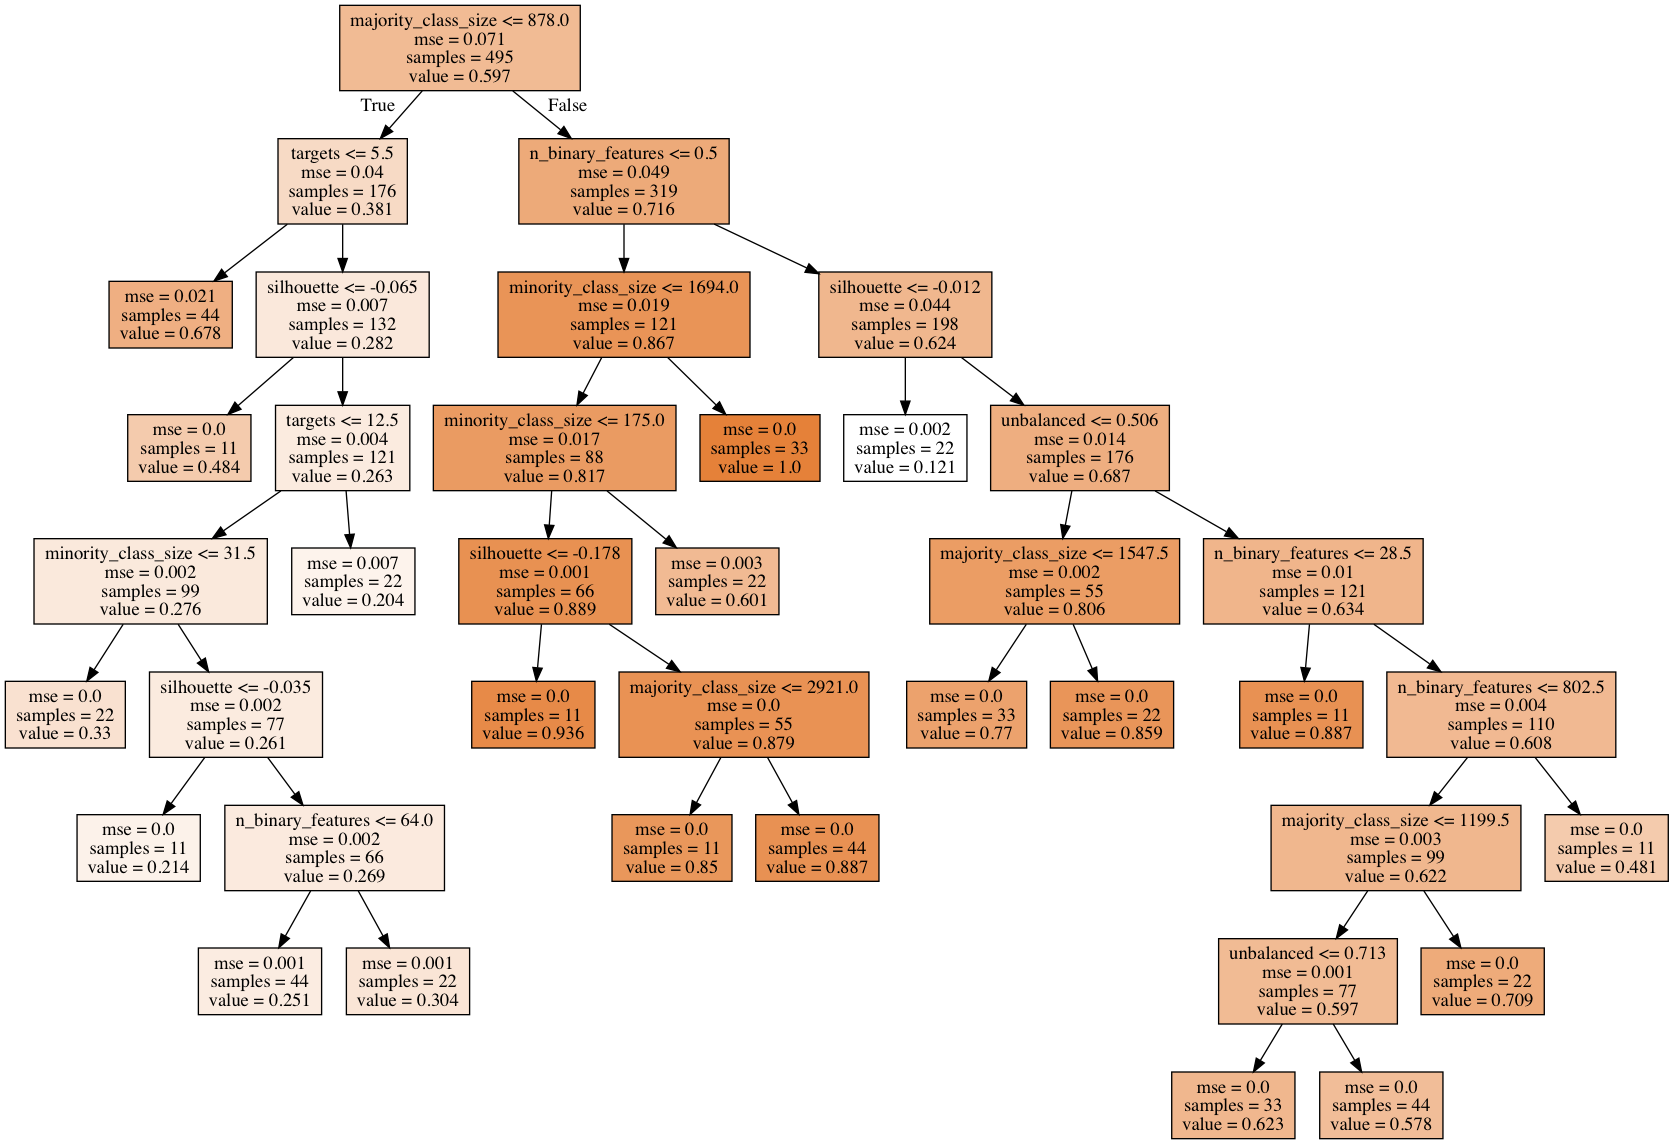 majority_class_size <= 878.0
mse = 0.071
samples = 495
value = 0.597
True
False
targets <= 5.5
mse = 0.04
samples = 176
value = 0.381
n_binary_features <= 0.5
mse = 0.049
samples = 319
value = 0.716
mse = 0.021
samples = 44
value = 0.678
silhouette <= -0.065
mse = 0.007
samples = 132
value = 0.282
minority_class_size <= 1694.0
mse = 0.019
samples = 121
value = 0.867
silhouette <= -0.012
mse = 0.044
samples = 198
value = 0.624
mse = 0.0
samples = 11
value = 0.484
targets <= 12.5
mse = 0.004
samples = 121
value = 0.263
minority_class_size <= 175.0
mse = 0.017
samples = 88
value = 0.817
mse = 0.0
samples = 33
value = 1.0
mse = 0.002
samples = 22
value = 0.121
unbalanced <= 0.506
mse = 0.014
samples = 176
value = 0.687
minority_class_size <= 31.5
mse = 0.002
samples = 99
value = 0.276
mse = 0.007
samples = 22
value = 0.204
silhouette <= -0.178
mse = 0.001
samples = 66
value = 0.889
mse = 0.003
samples = 22
value = 0.601
majority_class_size <= 1547.5
mse = 0.002
samples = 55
value = 0.806
n_binary_features <= 28.5
mse = 0.01
samples = 121
value = 0.634
mse = 0.0
samples = 22
value = 0.33
silhouette <= -0.035
mse = 0.002
samples = 77
value = 0.261
mse = 0.0
samples = 11
value = 0.936
majority_class_size <= 2921.0
mse = 0.0
samples = 55
value = 0.879
mse = 0.0
samples = 33
value = 0.77
mse = 0.0
samples = 22
value = 0.859
mse = 0.0
samples = 11
value = 0.887
n_binary_features <= 802.5
mse = 0.004
samples = 110
value = 0.608
mse = 0.0
samples = 11
value = 0.214
n_binary_features <= 64.0
mse = 0.002
samples = 66
value = 0.269
mse = 0.0
samples = 11
value = 0.85
mse = 0.0
samples = 44
value = 0.887
majority_class_size <= 1199.5
mse = 0.003
samples = 99
value = 0.622
mse = 0.0
samples = 11
value = 0.481
mse = 0.001
samples = 44
value = 0.251
mse = 0.001
samples = 22
value = 0.304
unbalanced <= 0.713
mse = 0.001
samples = 77
value = 0.597
mse = 0.0
samples = 22
value = 0.709
mse = 0.0
samples = 33
value = 0.623
mse = 0.0
samples = 44
value = 0.578